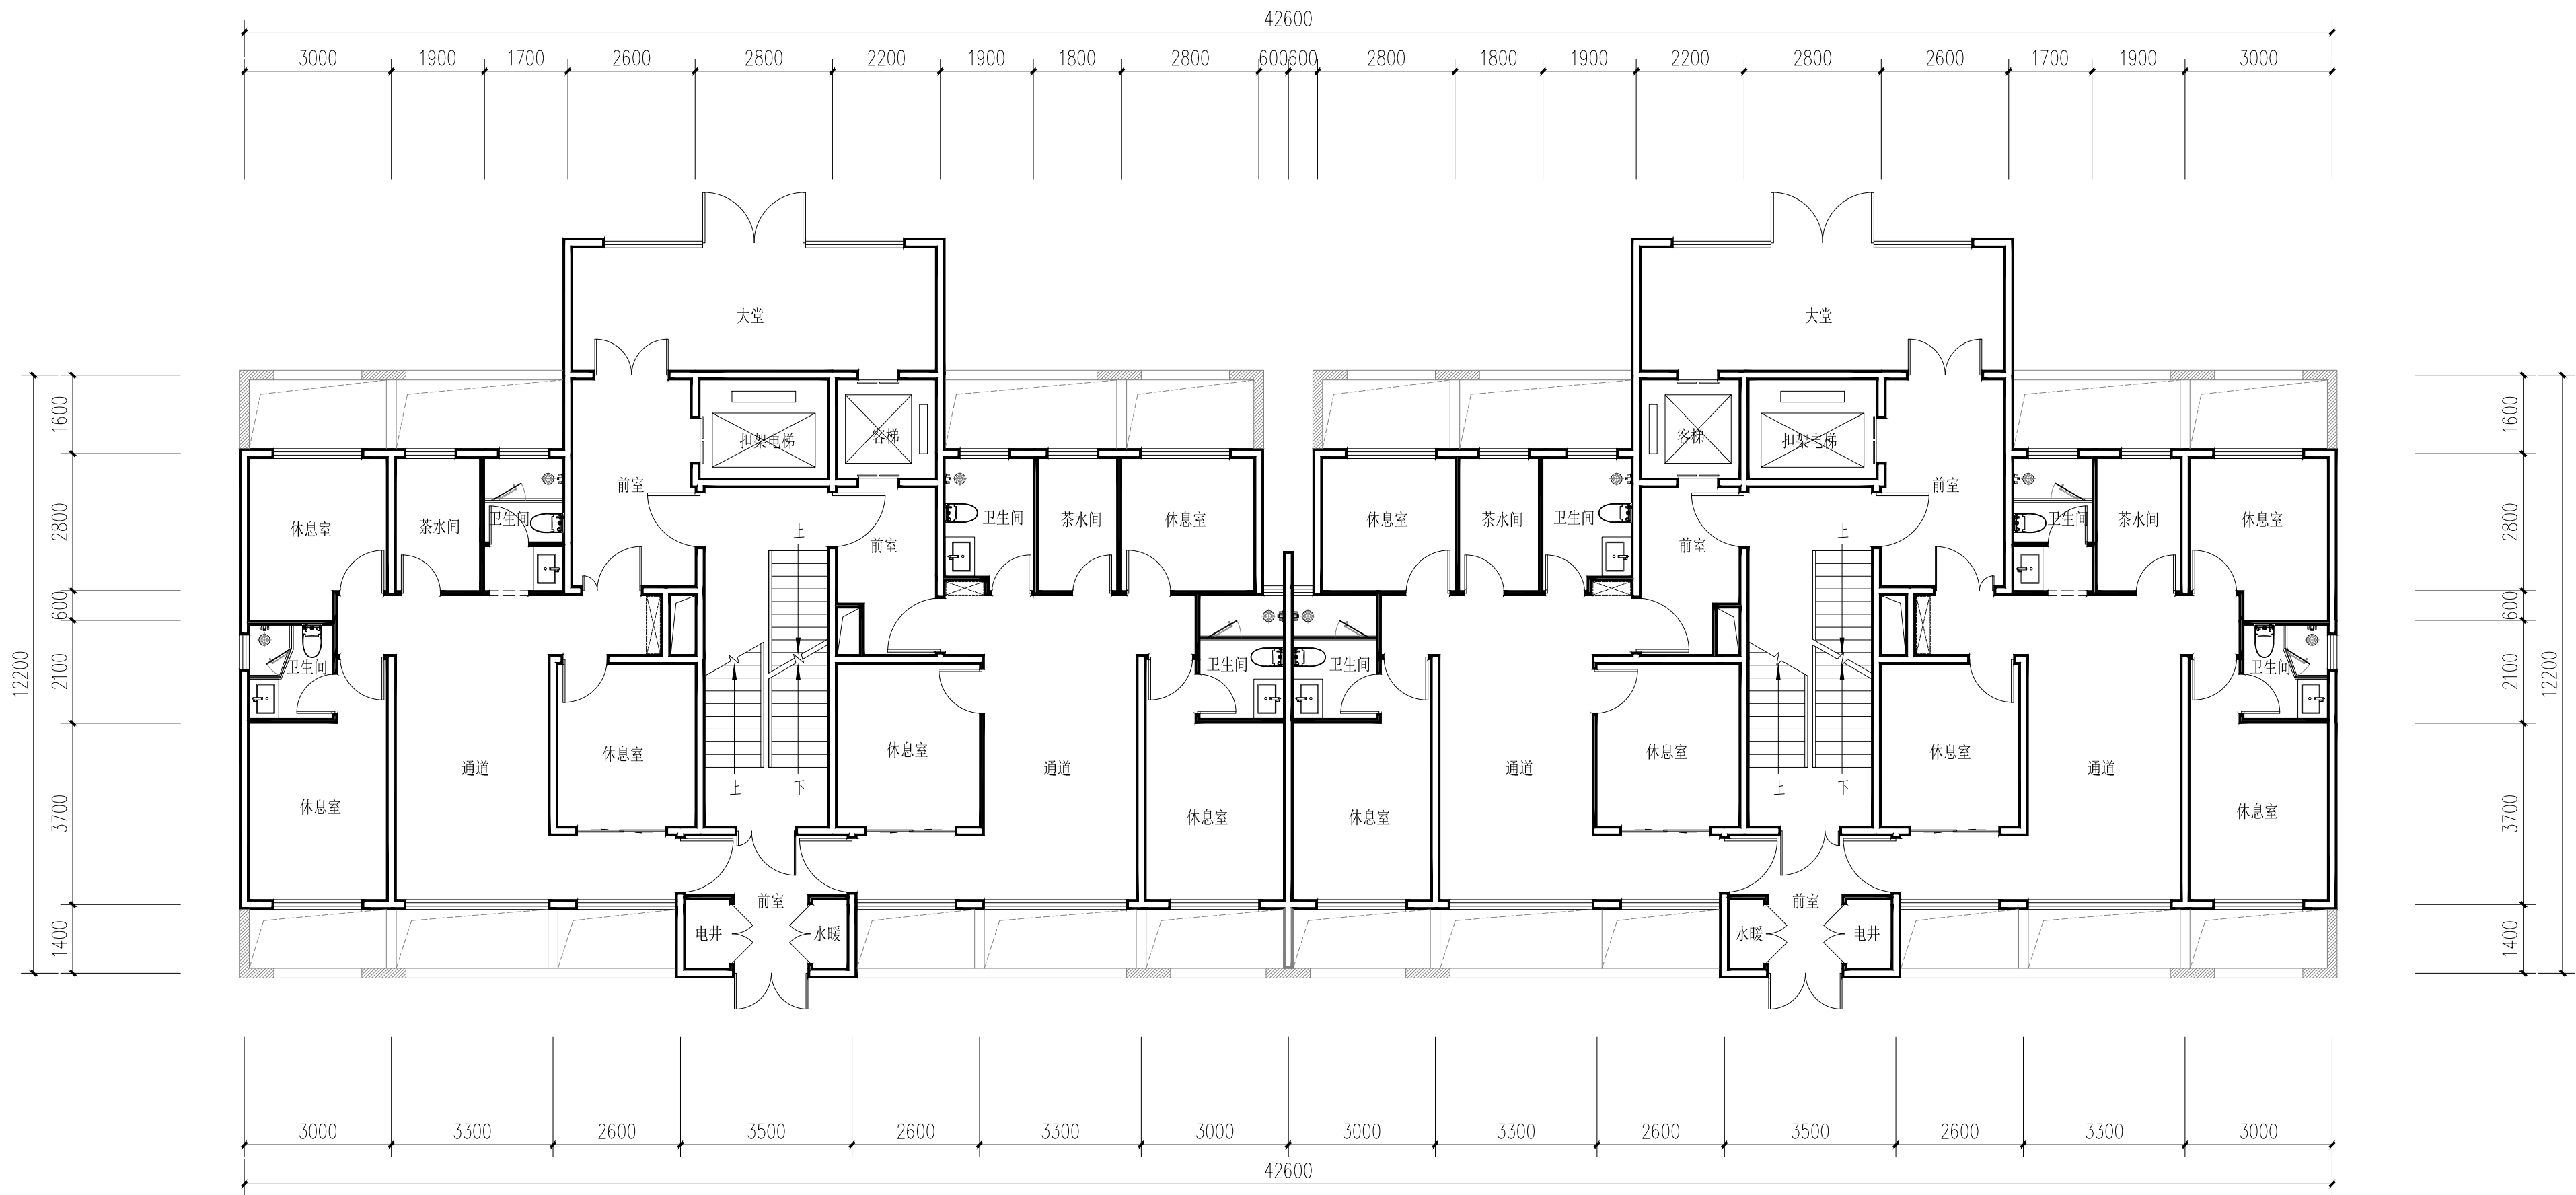 42600
3000 1900 1700 2600 2800 2200 1900 1800 2800 600 600 2800 1800 1900 2200 2800 2600 1700 1900 3000
大堂 大堂
1600 1600
担架电梯 客梯 客梯 担架电梯
前室 前室
休息室 茶水间 卫生间 卫生间 茶水间 休息室 休息室 茶水间 卫生间 卫生间 茶水间 休息室
2800 2800
上 上
前室 前室
600 600
卫生间 卫生间 卫生间 卫生间
12200 2100 2100 12200
休息室 休息室 休息室 休息室
通道 通道 通道 通道
上 下 上 下
休息室 休息室 休息室 休息室
3700 3700
前室 前室
电井 水暖 水暖 电井
1400 1400
3000 3300 2600 3500 2600 3300 3000 3000 3300 2600 3500 2600 3300 3000
42600